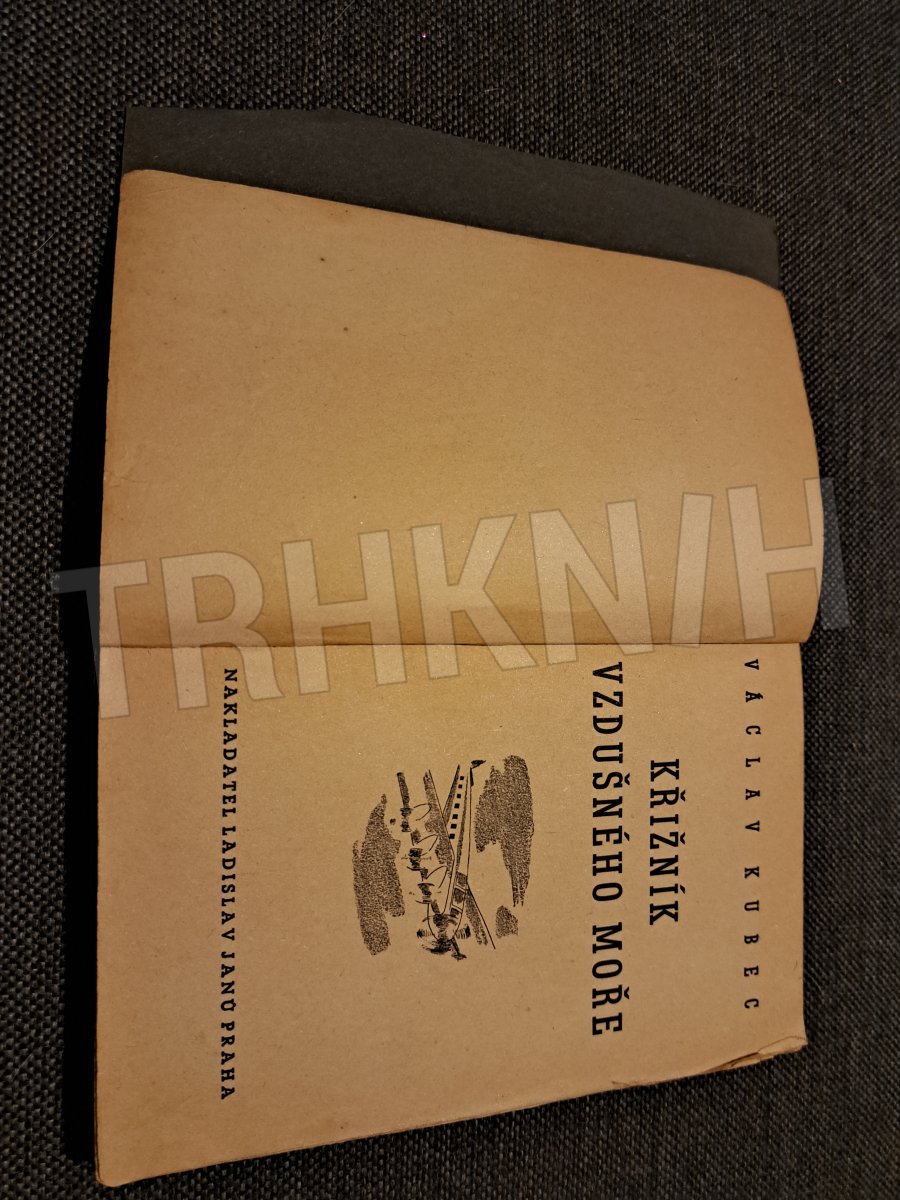 VÁCLAV KUBEC
KŘIŽNÍK
VZDUŠNÉHO MOŘE
NAKLADATEL LADISLAV JANŮ PRAHA
TRHKNIH